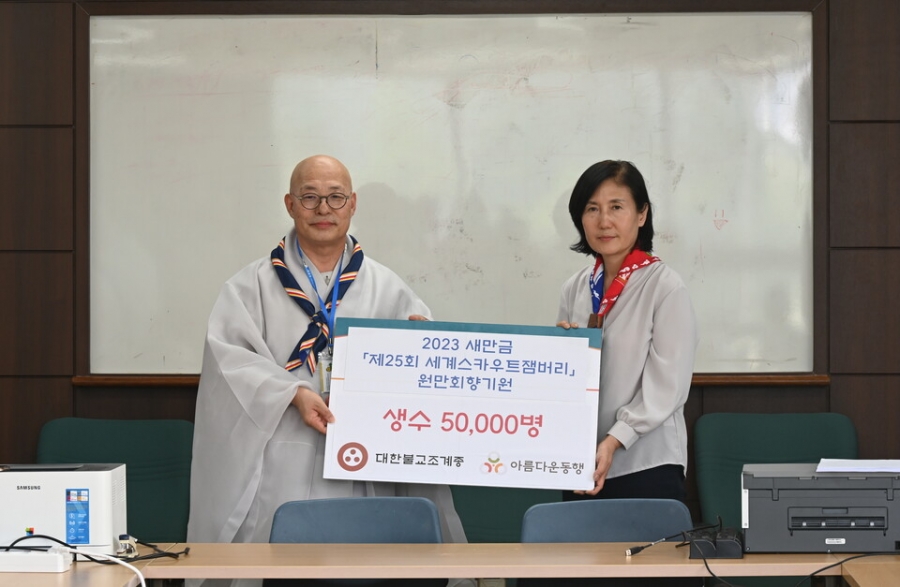 2023 새만금
「제25회 세계스카우트잼버리」
원만회향기원
생수 50,000명
대한불교조계종
아름다운동행
SAMSUNG